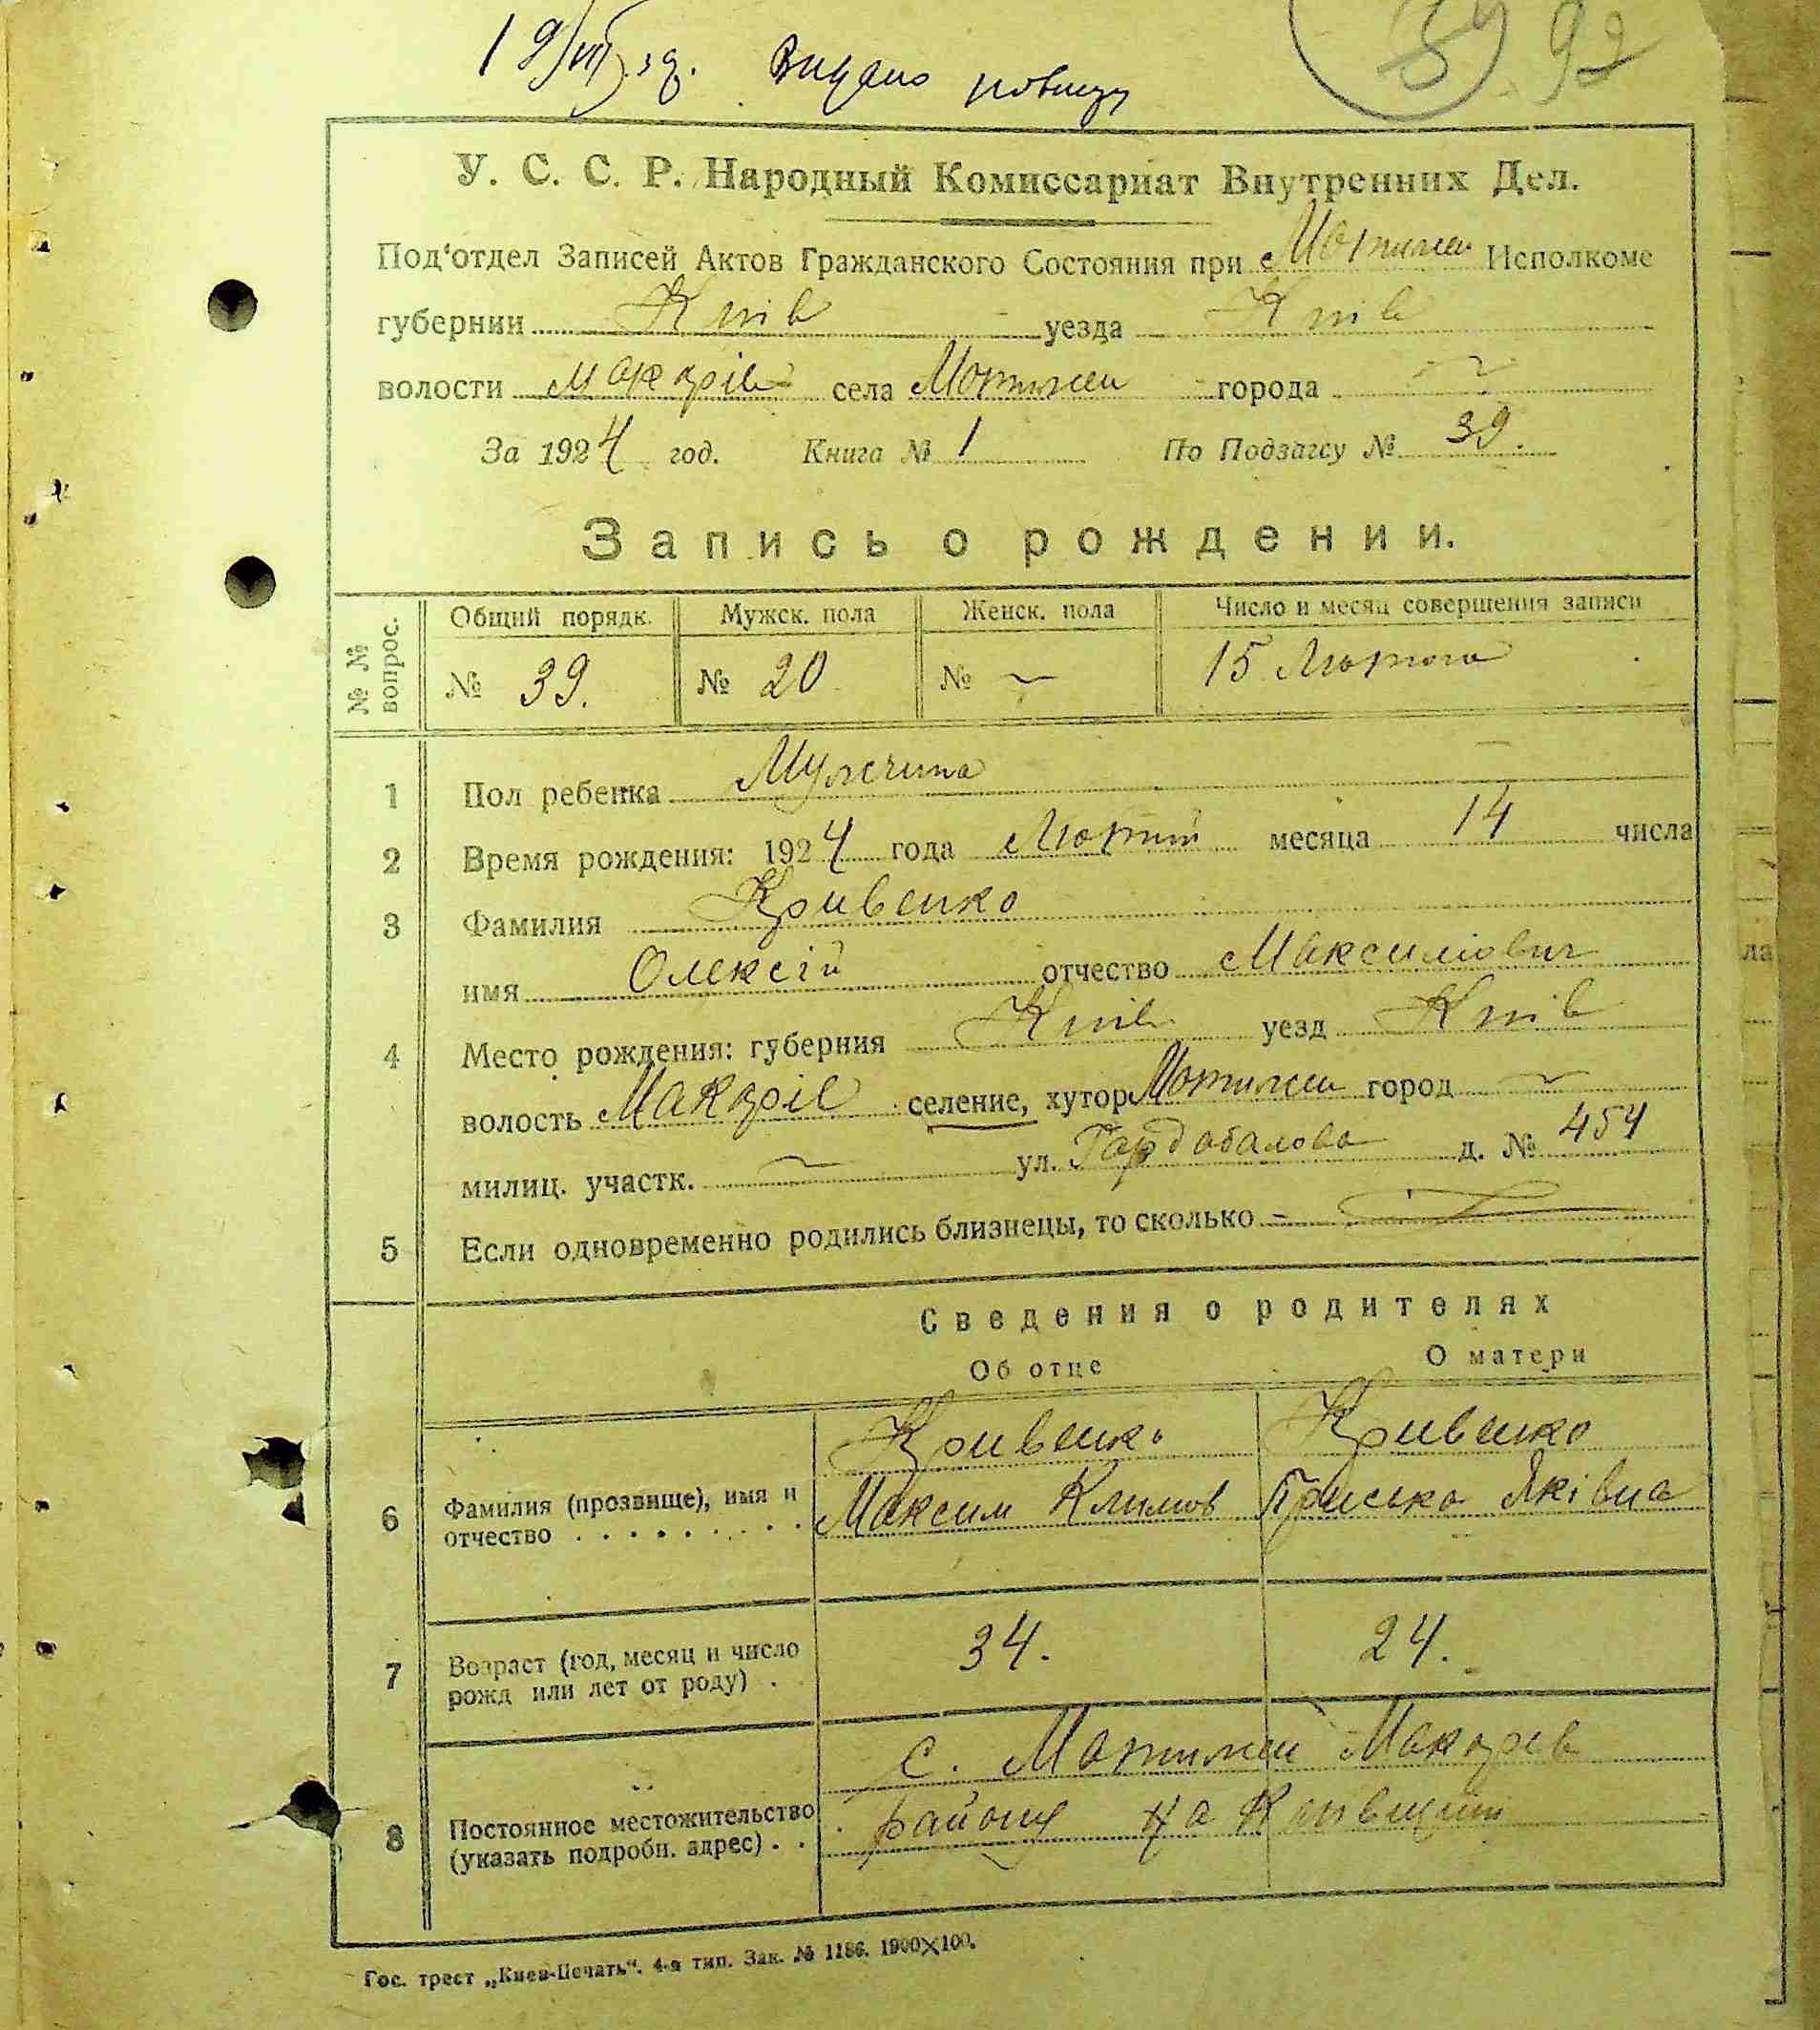 Видано
92
У. С. С. Р. Народный Комиссариат Внутренних Дел.
Под'отдел Записей Актов Гражданского Состояния при Мотижин Исполкоме
губернии Київ уезда Київ
волости Макарів села Мотижин города ~
За 1924 год. Книга № 1 По Подзагсу № 39.
Запись о рождении.
№ № вопрос. Общий порядк. Мужск. пола Женск. пола Число и месяц совершения записи
№ 39. № 20 № ~ 15 Лютого
1 Пол ребенка Мужчина
2 Время рождения: 1924 года Лютий месяца 14 числа
3 Фамилия Кривенко
имя Олексій отчество Максимович
4 Место рождения: губерния Київ уезд Київ
волость Макарів селение, хутор Мотижин город ~
милиц. участк. ~ ул. д. № 454
5 Если одновременно родились близнецы, то сколько –
Сведения о родителях
Об отце О матери
Кривенко Кривенко
6 Фамилия (прозвище), имя и отчество Максим Климов Приська Яківна
7 Возраст (год, месяц и число рожд или лет от роду) . 34. 24.
с. Мотижин Макарів
8 Постоянное местожительство (указать подробн. адрес) . . району на Київщині
Гос. трест „Киев-Печать“. 4-я тип. Зак. № 1186. 1900×100.